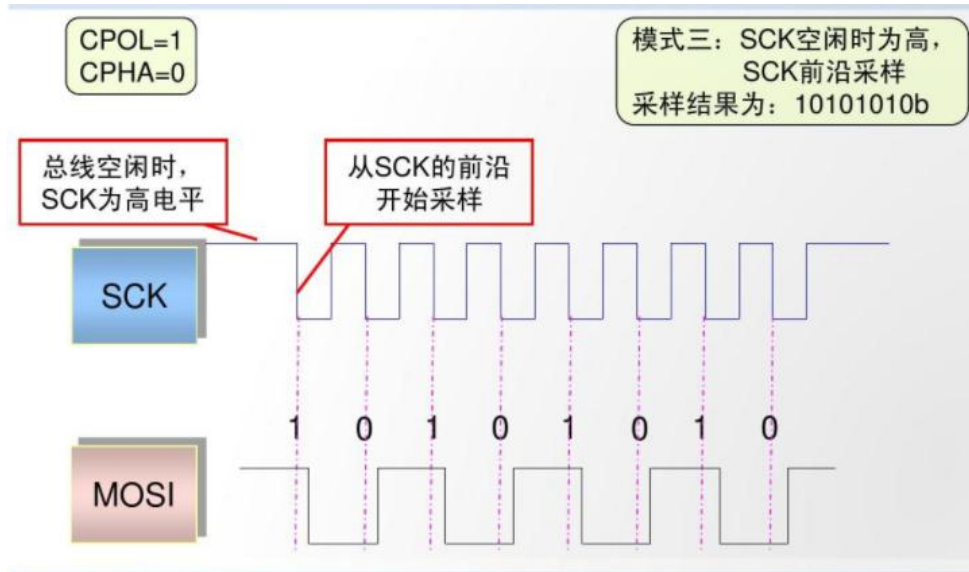 CPOL=1
CPHA=0
模式三：SCK空闲时为高，
SCK前沿采样
采样结果为：10101010b
总线空闲时，
SCK为高电平
从SCK的前沿
开始采样
SCK
1 0 1 0 1 0 1 0
MOSI